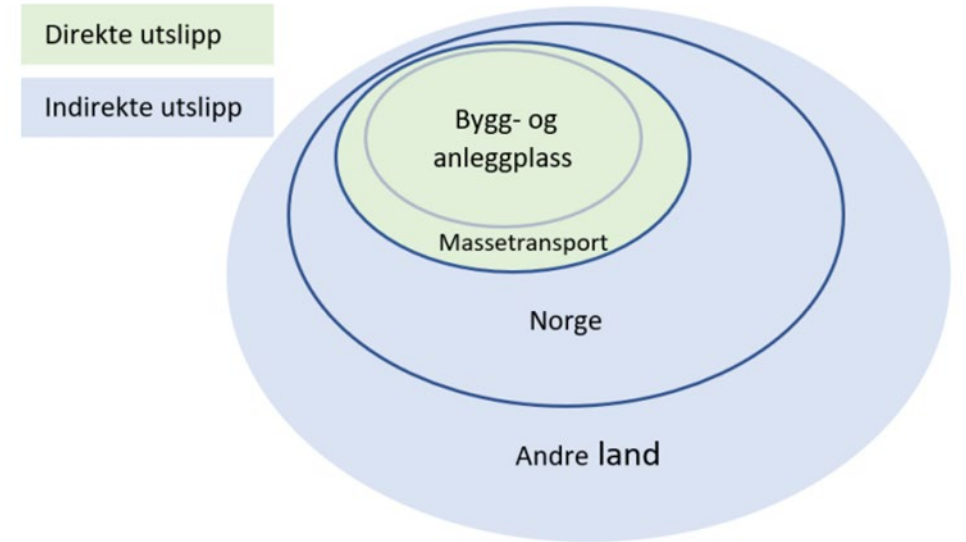 Direkte utslipp
Indirekte utslipp
Bygg- og
anleggplass
Massetransport
Norge
Andre land